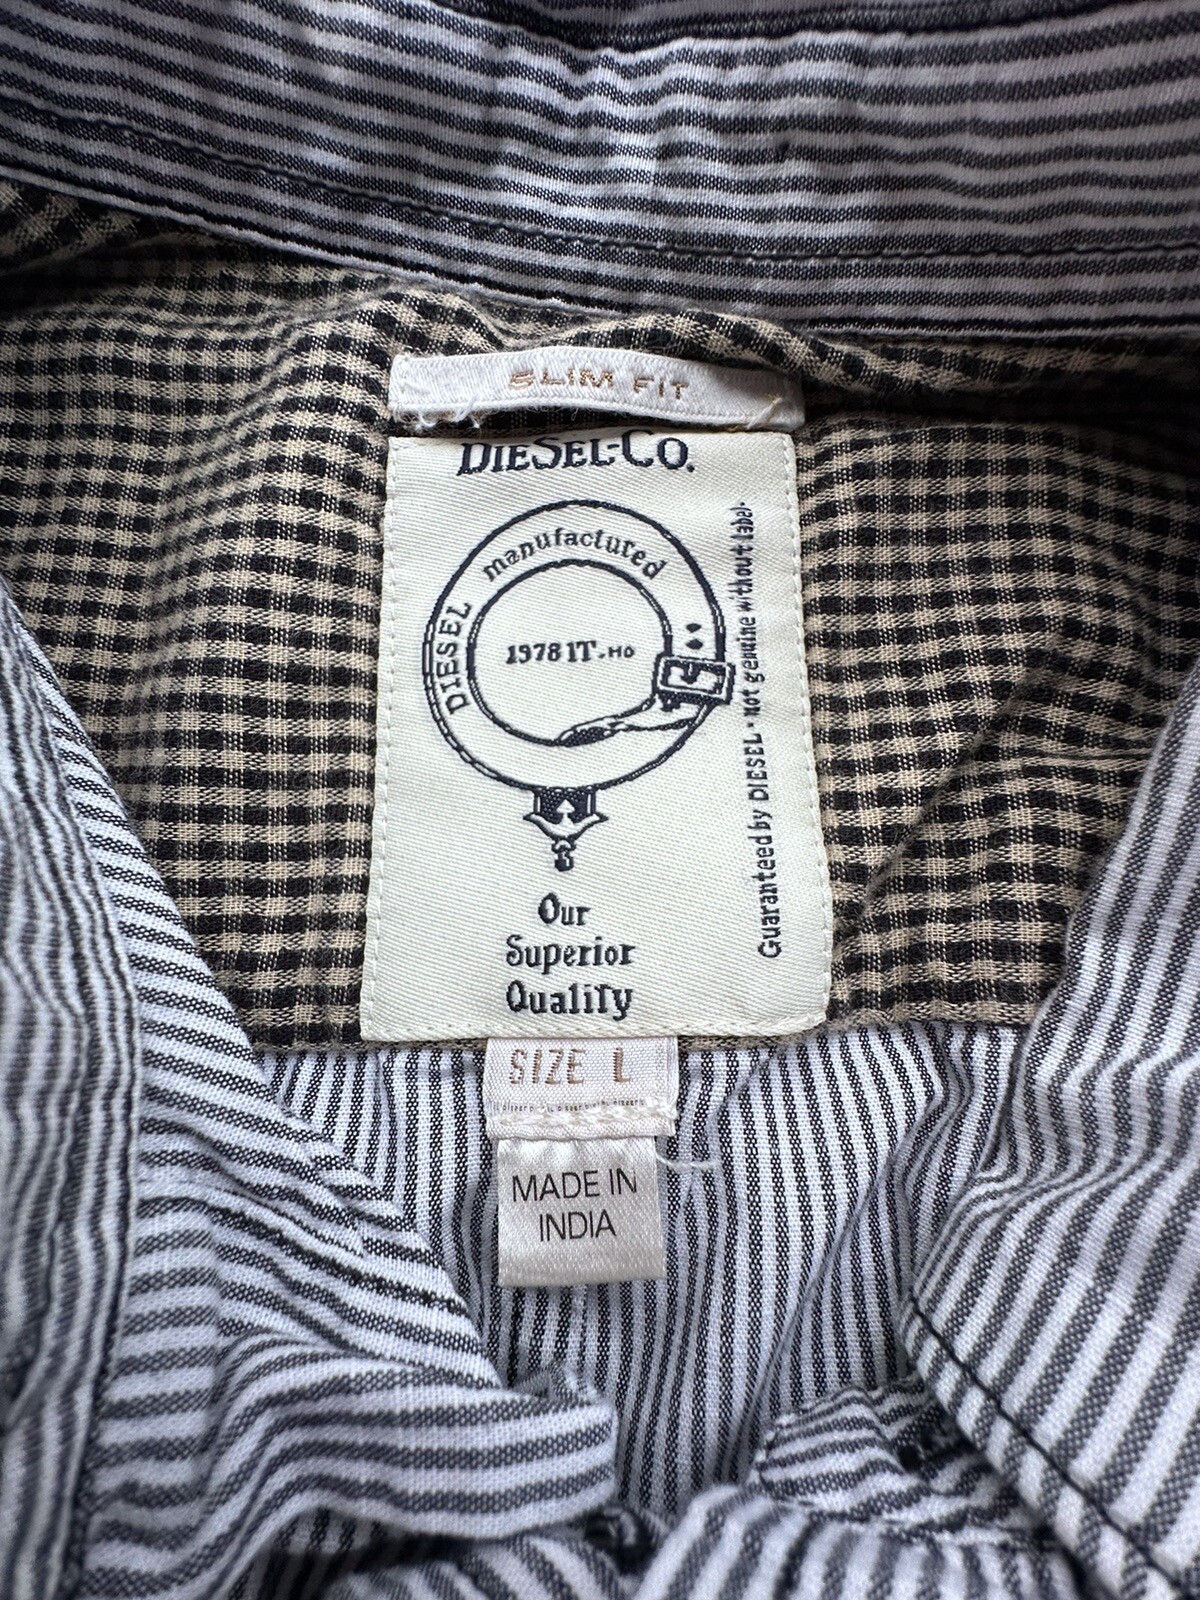 SLIM FIT
DIESEL-CO.
manufactured
DIESEL
1978 IT.HO
Guaranteed by DIESEL - not genuine without label.
Our
Superior
Quality
SIZE L
MADE IN
INDIA